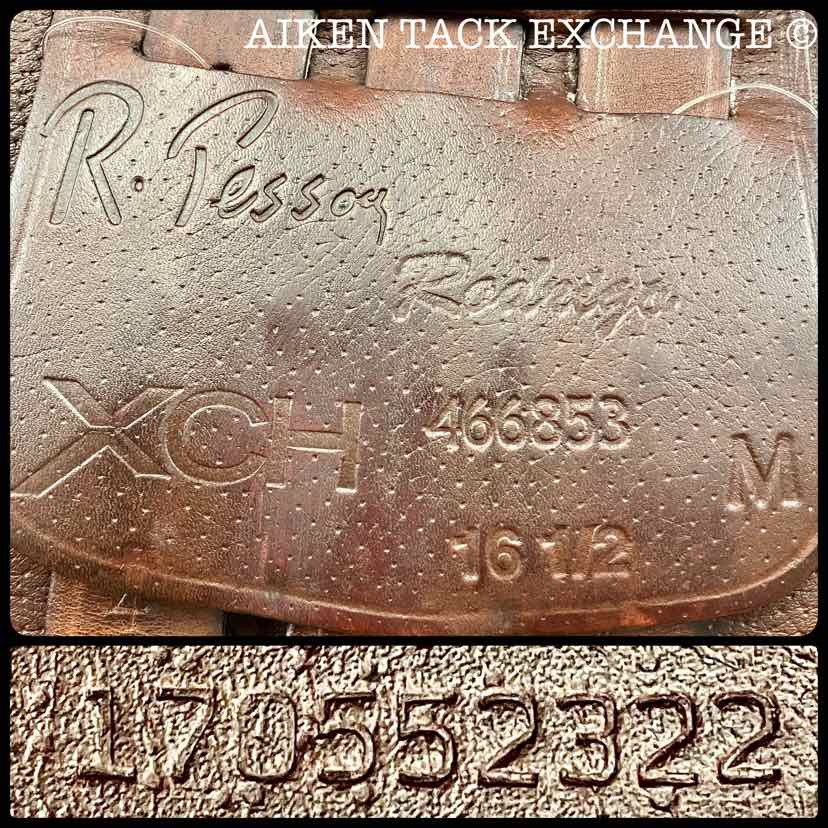 AIKEN TACK EXCHANGE ©
R. Pessoa
Rodrigo
XCH 466853 M
16 1/2
170552322